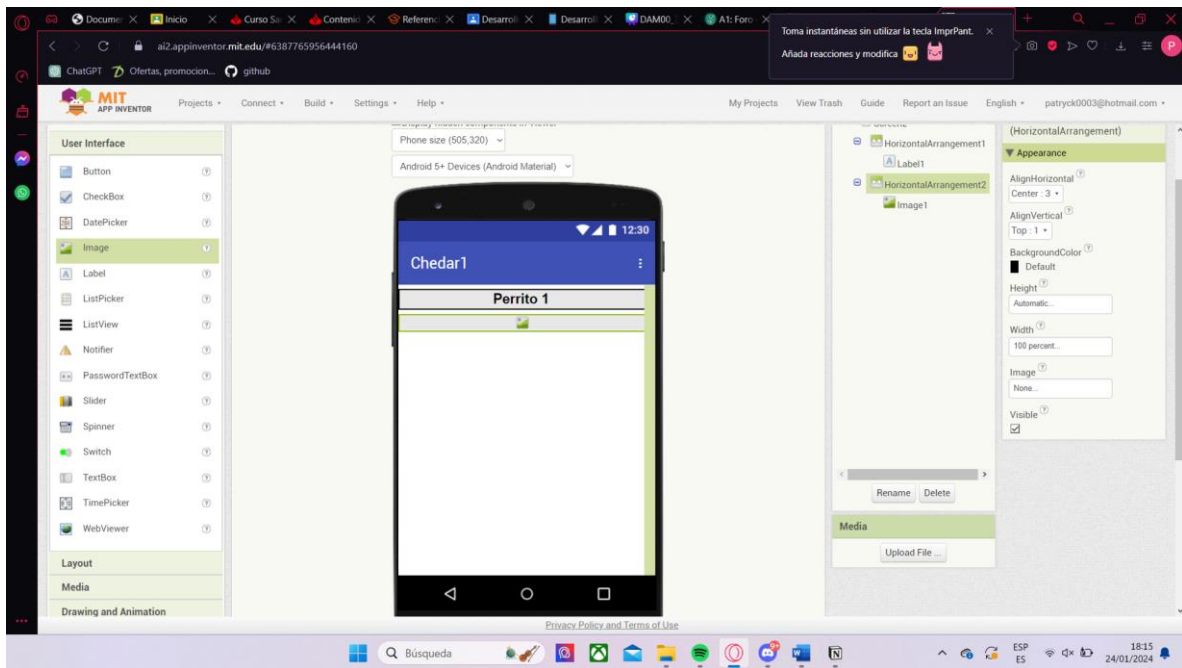 Documer
Inicio
Curso Sa
Contenid
Referenc
Desarroll
Desarroll
DAM00_
A1: Foro
Toma instantáneas sin utilizar la tecla ImprPant.
Añada reacciones y modifica
ai2.appinventor.mit.edu/#6387765956444160
ChatGPT Ofertas, promocion... github
MIT
APP INVENTOR
Projects Connect Build Settings Help My Projects View Trash Guide Report an Issue English patryck0003@hotmail.com
User Interface
Button
CheckBox
DatePicker
Image
Label
ListPicker
ListView
Notifier
PasswordTextBox
Slider
Spinner
Switch
TextBox
TimePicker
WebViewer
Layout
Media
Drawing and Animation
Phone size (505,320)
Android 5+ Devices (Android Material)
12:30
Chedar1
Perrito 1
HorizontalArrangement1
Label1
HorizontalArrangement2
Image1
Rename Delete
Media
Upload File ...
(HorizontalArrangement)
Appearance
AlignHorizontal
Center : 3
AlignVertical
Top : 1
BackgroundColor
Default
Height
Automatic...
Width
100 percent...
Image
None...
Visible
Privacy Policy and Terms of Use
Búsqueda
ESP
ES
18:15
24/01/2024